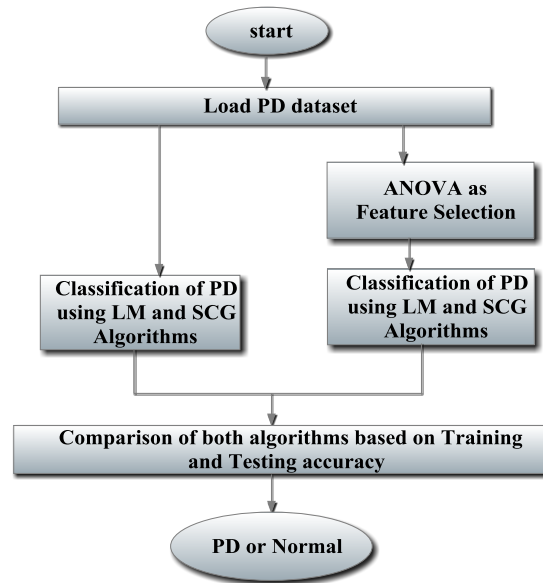 start
Load PD dataset
ANOVA as
Feature Selection
Classification of PD
using LM and SCG
Algorithms
Classification of PD
using LM and SCG
Algorithms
Comparison of both algorithms based on Training
and Testing accuracy
PD or Normal